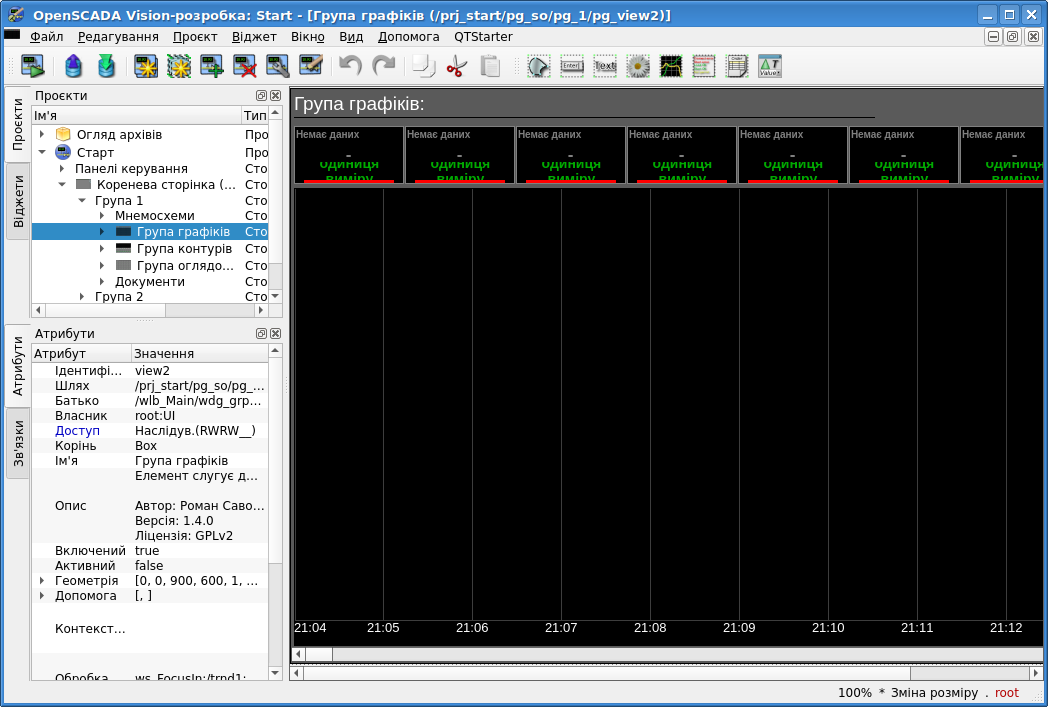 OpenSCADA Vision-розробка: Start - [Група графіків (/prj_start/pg_so/pg_1/pg_view2)]
Файл Редагування Проєкт Віджет Вікно Вид Допомога QTStarter
Проєкти
Ім'я Тип
Огляд архівів Про
Старт Про
Панелі керування Сто
Коренева сторінка (... Сто
Група 1 Сто
Мнемосхеми Сто
Група графіків Сто
Група контурів Сто
Група оглядо... Сто
Документи Сто
Група 2 Сто
Проєкти
Віджети
Атрибути
Атрибут Значення
Ідентифі... view2
Шлях /prj_start/pg_so/pg_...
Батько /wlb_Main/wdg_grp...
Власник root:UI
Доступ Наслідув.(RWRW__)
Корінь Box
Ім'я Група графіків
Елемент слугує д...
Опис Автор: Роман Саво...
Версія: 1.4.0
Ліцензія: GPLv2
Включений true
Активний false
Геометрія [0, 0, 900, 600, 1, ...
Допомога [, ]
Контекст...
Обробка ws_FocusIn:/trnd1:
Атрибути
Зв'язки
Група графіків:
Немає даних Немає даних Немає даних Немає даних Немає даних Немає даних Немає даних
- - - - - - -
одиниця одиниця одиниця одиниця одиниця одиниця одиниця
виміру виміру виміру виміру виміру виміру виміру
21:04 21:05 21:06 21:07 21:08 21:09 21:10 21:11 21:12
100% * Зміна розміру . root